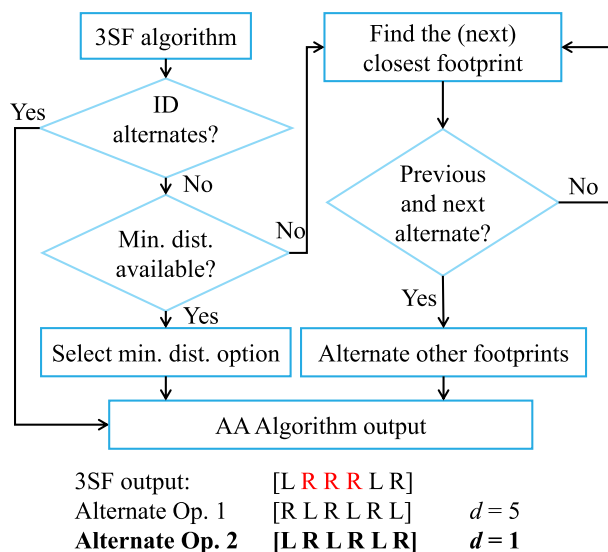 3SF algorithm
ID
alternates?
Yes
No
Min. dist.
available?
No
Yes
Select min. dist. option
Find the (next)
closest footprint
Previous
and next
alternate?
No
Yes
Alternate other footprints
AA Algorithm output
3SF output: [L R R R L R]
Alternate Op. 1 [R L R L R L] d = 5
Alternate Op. 2 [L R L R L R] d = 1